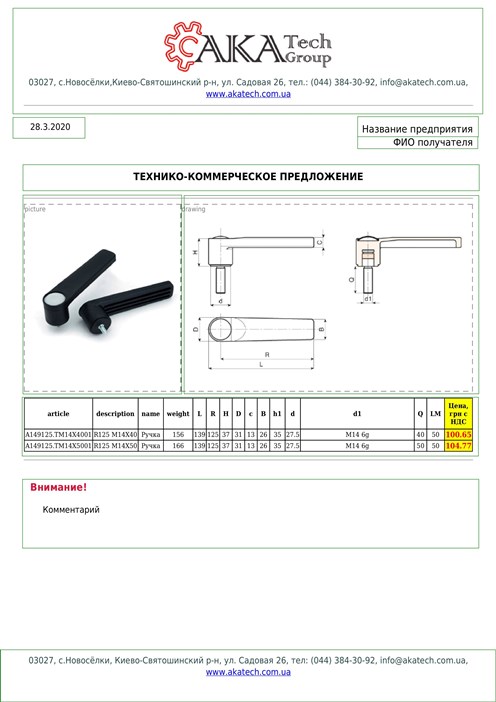 AKA Tech Group
03027, с.Новосёлки,Киево-Святошинский р-н, ул. Садовая 26, тел.: (044) 384-30-92, info@akatech.com.ua,
www.akatech.com.ua
28.3.2020
Название предприятия
ФИО получателя
ТЕХНИКО-КОММЕРЧЕСКОЕ ПРЕДЛОЖЕНИЕ
picture
drawing
H
C
d
Q
d1
D
B
R
L
article description name weight L R H D c B h1 d d1 Q LM Цена, грн с НДС
A149125.TM14X4001 R125 M14X40 Ручка 156 139 125 37 31 13 26 35 27.5 M14 6g 40 50 100.65
A149125.TM14X5001 R125 M14X50 Ручка 166 139 125 37 31 13 26 35 27.5 M14 6g 50 50 104.77
Внимание!
Комментарий
03027, с.Новосёлки, Киево-Святошинский р-н, ул. Садовая 26, тел.: (044) 384-30-92, info@akatech.com.ua,
www.akatech.com.ua